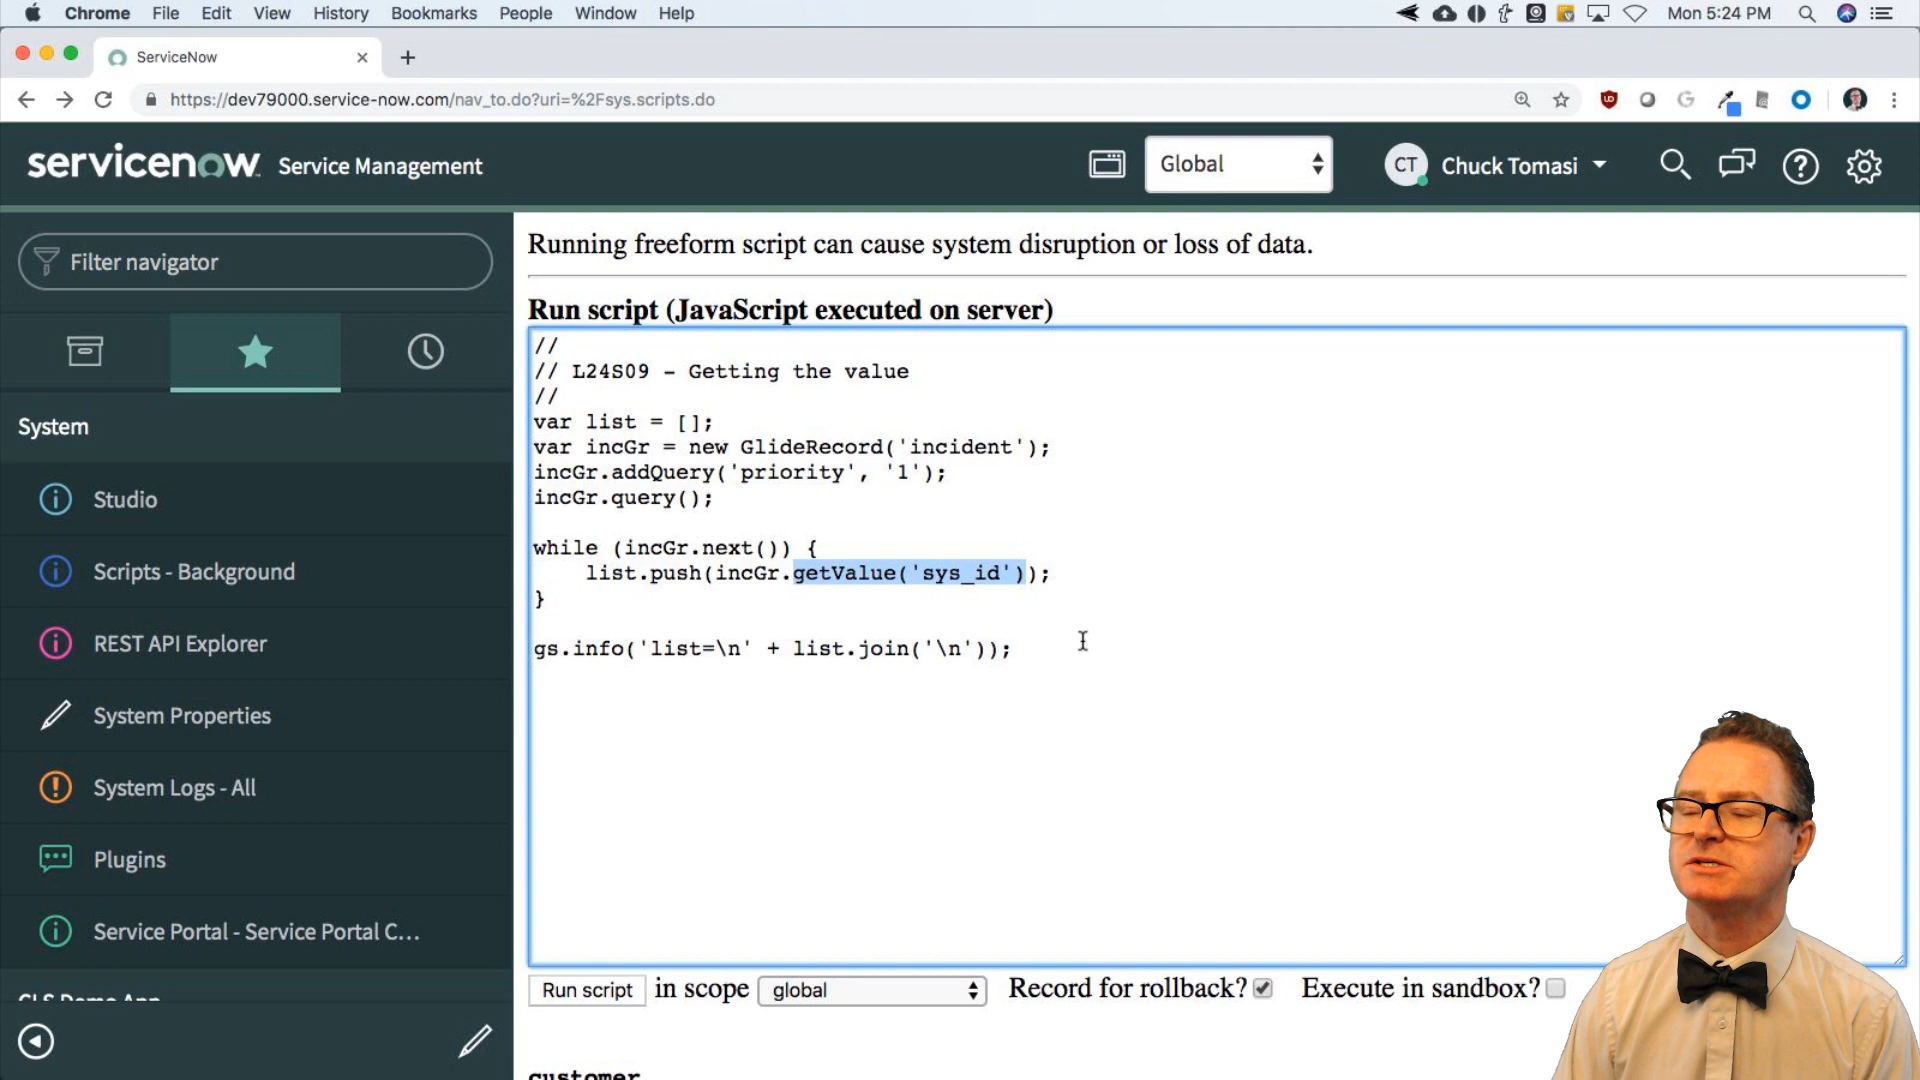 Chrome File Edit View History Bookmarks People Window Help Mon 5:24 PM
ServiceNow
https://dev79000.service-now.com/nav_to.do?uri=%2Fsys.scripts.do
servicenow Service Management Global CT Chuck Tomasi
Filter navigator
System
Studio
Scripts - Background
REST API Explorer
System Properties
System Logs - All
Plugins
Service Portal - Service Portal C...
Running freeform script can cause system disruption or loss of data.
Run script (JavaScript executed on server)
//
// L24S09 - Getting the value
//
var list = [];
var incGr = new GlideRecord('incident');
incGr.addQuery('priority', '1');
incGr.query();
while (incGr.next()) {
list.push(incGr.getValue('sys_id'));
}
gs.info('list=\n' + list.join('\n'));
Run script in scope global Record for rollback? Execute in sandbox?
customer